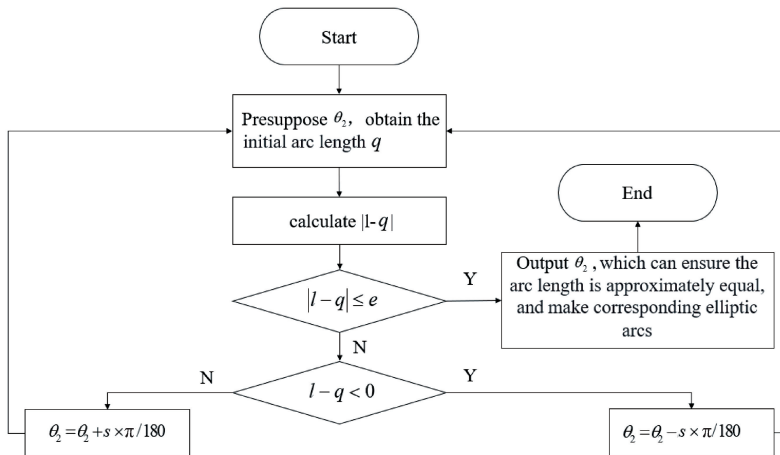 Start
Presuppose θ₂, obtain the
initial arc length q
calculate |l-q|
End
|l − q| ≤ e
Y
Output θ₂, which can ensure the
arc length is approximately equal,
and make corresponding elliptic
arcs
N
l − q < 0
N
Y
θ₂=θ₂+s×π/180
θ₂=θ₂−s×π/180